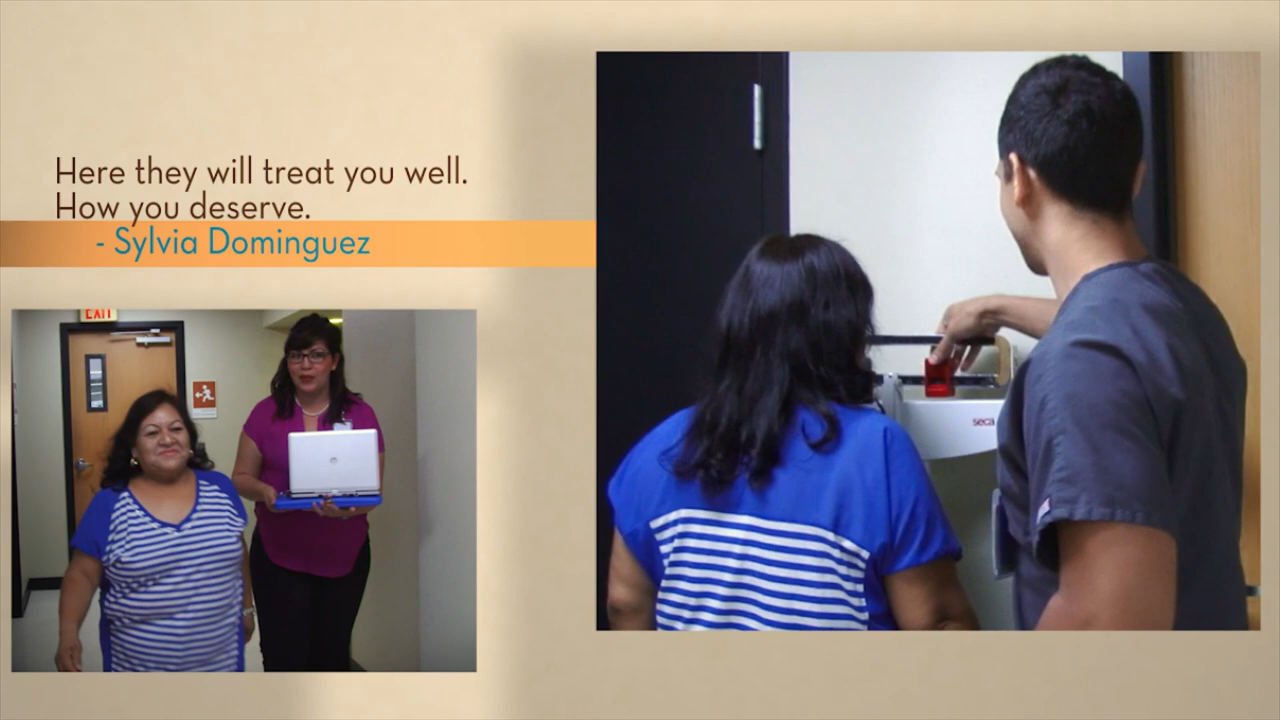 Here they will treat you well.
How you deserve.
- Sylvia Dominguez
EXIT
seca